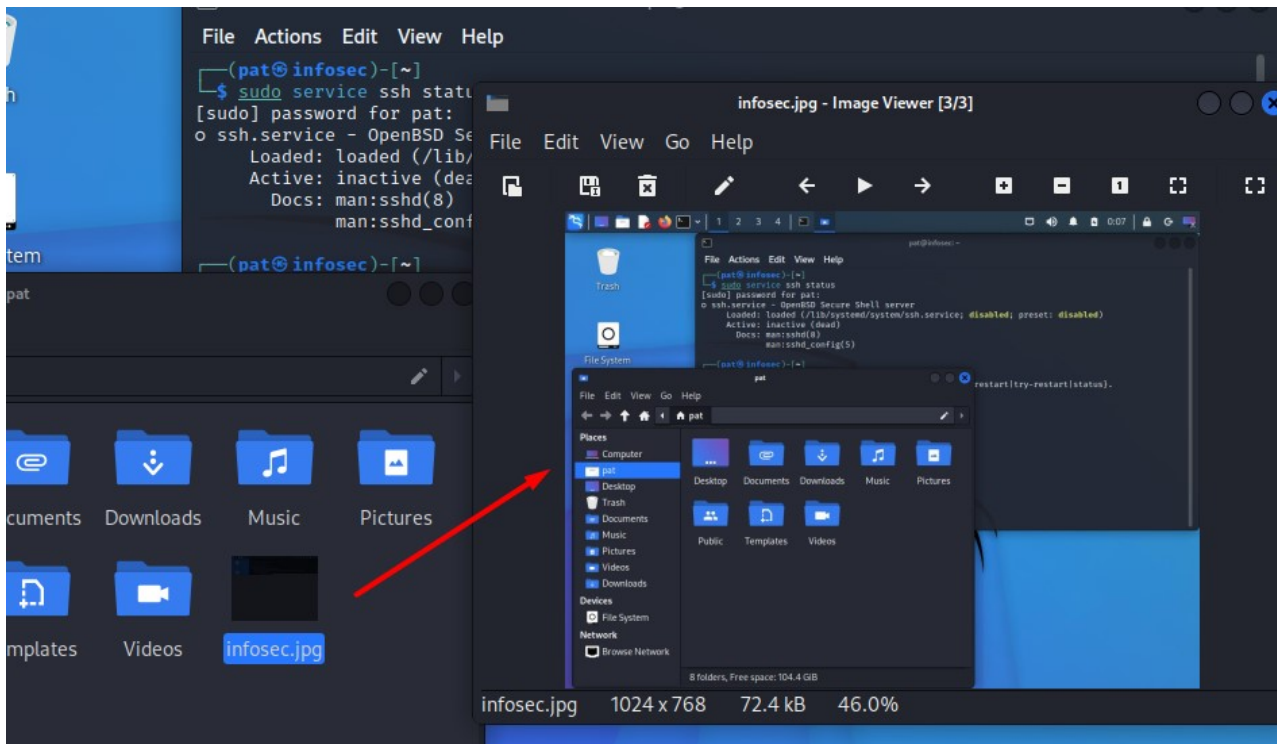 File Actions Edit View Help
(pat㉿infosec)-[~]
$ sudo service ssh statu
[sudo] password for pat:
o ssh.service - OpenBSD Se
Loaded: loaded (/lib/
Active: inactive (dea
Docs: man:sshd(8)
man:sshd_conf
(pat㉿infosec)-[~]
h
tem
pat
cuments Downloads Music Pictures
mplates Videos infosec.jpg
infosec.jpg - Image Viewer [3/3]
File Edit View Go Help
1 2 3 4 0:07 G
pat@infosec: ~
Trash
File System
File Actions Edit View Help
(pat㉿infosec)-[~]
$ sudo service ssh status
[sudo] password for pat:
o ssh.service - OpenBSD Secure Shell server
Loaded: loaded (/lib/systemd/system/ssh.service; disabled; preset: disabled)
Active: inactive (dead)
Docs: man:sshd(8)
man:sshd_config(5)
(pat㉿infosec)-[~]
restart|try-restart|status}.
pat
File Edit View Go Help
pat
Places
Computer
pat
Desktop
Trash
Documents
Music
Pictures
Videos
Downloads
Devices
File System
Network
Browse Network
Desktop Documents Downloads Music Pictures
Public Templates Videos
8 folders, Free space: 104.4 GiB
infosec.jpg 1024 x 768 72.4 kB 46.0%